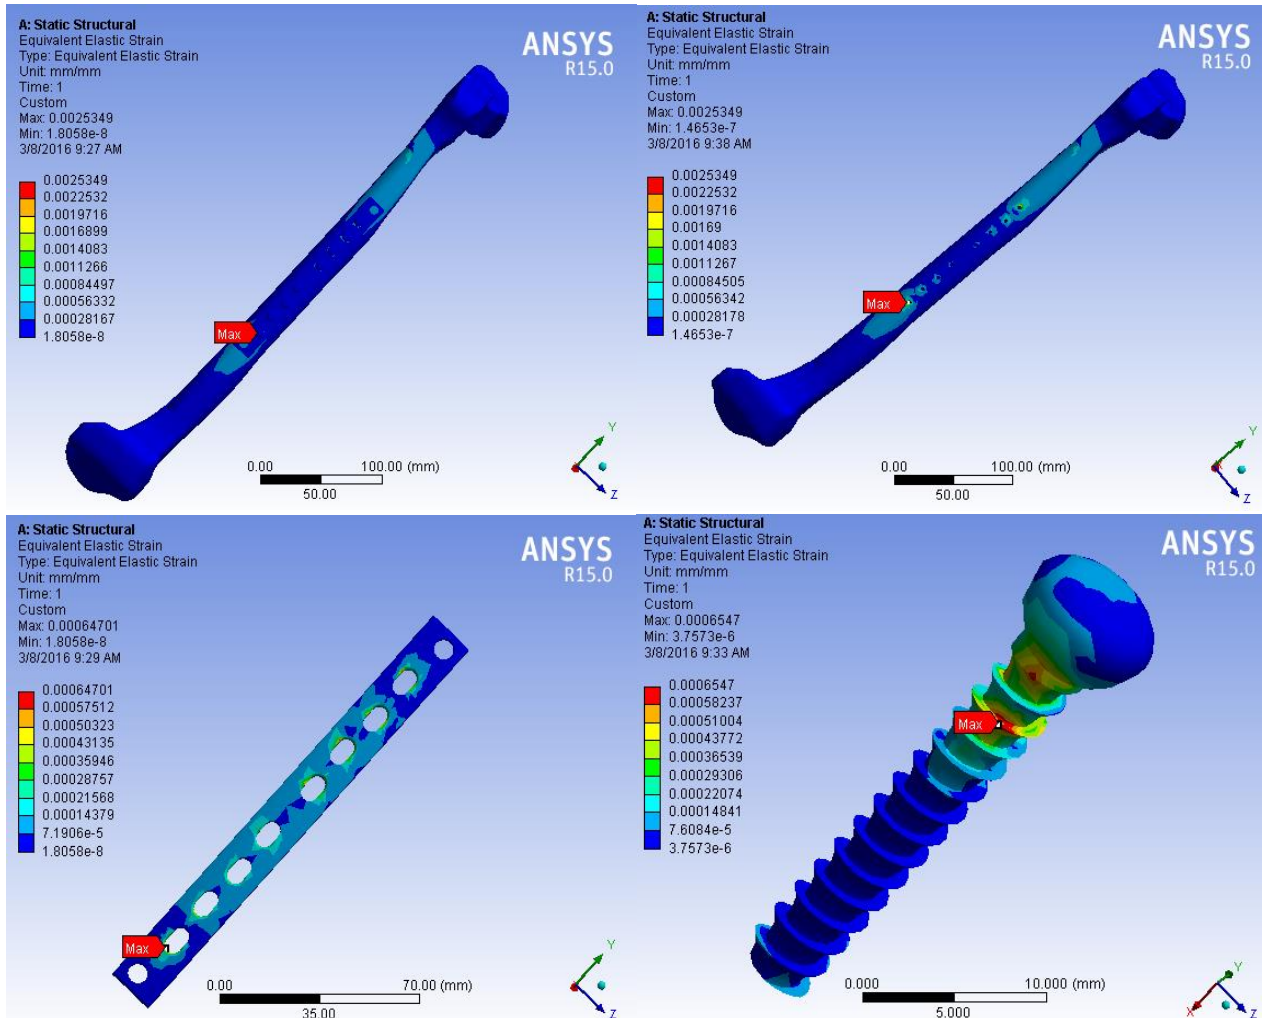 A: Static Structural
Equivalent Elastic Strain
Type: Equivalent Elastic Strain
Unit: mm/mm
Time: 1
Custom
Max: 0.0025349
Min: 1.8058e-8
3/8/2016 9:27 AM
ANSYS
R15.0
0.0025349
0.0022532
0.0019716
0.0016899
0.0014083
0.0011266
0.00084497
0.00056332
0.00028167
1.8058e-8
Max
0.00
100.00 (mm)
50.00
Y
Z
A: Static Structural
Equivalent Elastic Strain
Type: Equivalent Elastic Strain
Unit: mm/mm
Time: 1
Custom
Max: 0.0025349
Min: 1.4653e-7
3/8/2016 9:38 AM
ANSYS
R15.0
0.0025349
0.0022532
0.0019716
0.00169
0.0014083
0.0011267
0.00084505
0.00056342
0.00028178
1.4653e-7
Max
0.00
100.00 (mm)
50.00
Y
Z
A: Static Structural
Equivalent Elastic Strain
Type: Equivalent Elastic Strain
Unit: mm/mm
Time: 1
Custom
Max: 0.00064701
Min: 1.8058e-8
3/8/2016 9:29 AM
ANSYS
R15.0
0.00064701
0.00057512
0.00050323
0.00043135
0.00035946
0.00028757
0.00021568
0.00014379
7.1906e-5
1.8058e-8
Max
0.00
70.00 (mm)
35.00
Y
Z
A: Static Structural
Equivalent Elastic Strain
Type: Equivalent Elastic Strain
Unit: mm/mm
Time: 1
Custom
Max: 0.0006547
Min: 3.7573e-6
3/8/2016 9:33 AM
ANSYS
R15.0
0.0006547
0.00058237
0.00051004
0.00043772
0.00036539
0.00029306
0.00022074
0.00014841
7.6084e-5
3.7573e-6
Max
0.000
10.000 (mm)
5.000
Y
X
Z